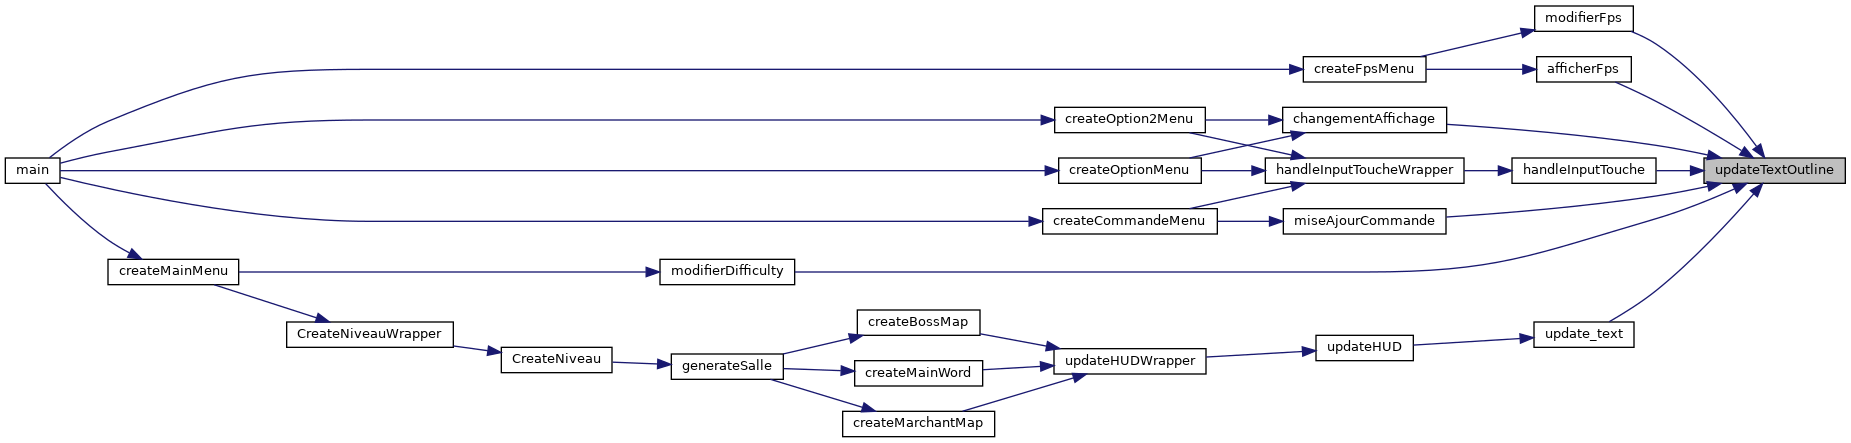 modifierFps
createFpsMenu
afficherFps
createOption2Menu
changementAffichage
main
createOptionMenu
handleInputToucheWrapper
handleInputTouche
updateTextOutline
createCommandeMenu
miseAjourCommande
createMainMenu
modifierDifficulty
createBossMap
CreateNiveauWrapper
update_text
updateHUD
CreateNiveau
generateSalle
updateHUDWrapper
createMainWord
createMarchantMap